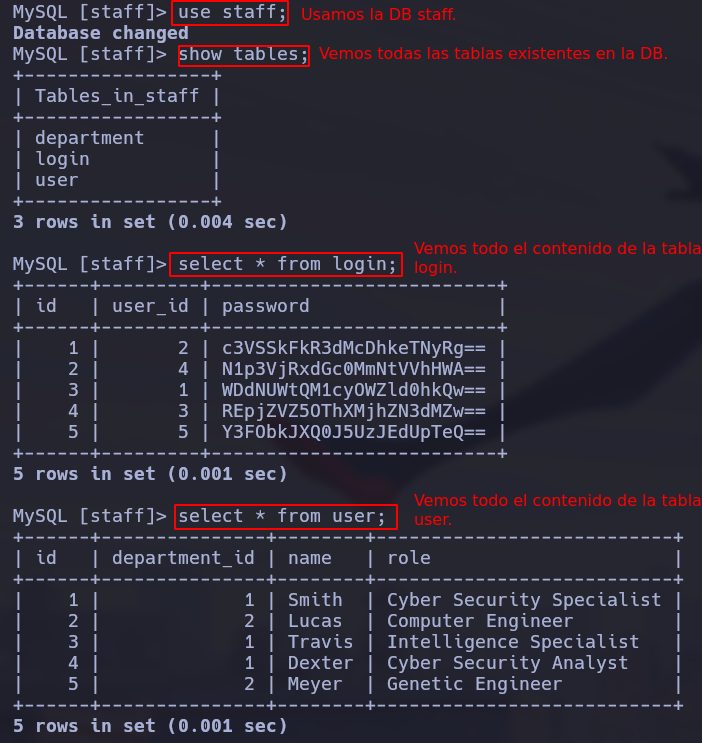 MySQL [staff]> use staff; Usamos la DB staff.
Database changed
MySQL [staff]> show tables; Vemos todas las tablas existentes en la DB.
+-----------------+
| Tables_in_staff |
+-----------------+
| department      |
| login           |
| user            |
+-----------------+
3 rows in set (0.004 sec)
Vemos todo el contenido de la tabla
MySQL [staff]> select * from login; login.
+------+---------+--------------------------+
| id   | user_id | password                 |
+------+---------+--------------------------+
|    1 |       2 | c3VSSkFkR3dMcDhkeTNyRg== |
|    2 |       4 | N1p3VjRxdGc0MmNtVVhHWA== |
|    3 |       1 | WDdNUWtQM1cyOWZld0hkQw== |
|    4 |       3 | REpjZVZ5OThXMjhZN3dMZw== |
|    5 |       5 | Y3FObkJXQ0J5UzJEdUpTeQ== |
+------+---------+--------------------------+
5 rows in set (0.001 sec)
Vemos todo el contenido de la tabla
MySQL [staff]> select * from user; user.
+------+---------------+--------+---------------------------+
| id   | department_id | name   | role                      |
+------+---------------+--------+---------------------------+
|    1 |             1 | Smith  | Cyber Security Specialist |
|    2 |             2 | Lucas  | Computer Engineer         |
|    3 |             1 | Travis | Intelligence Specialist   |
|    4 |             1 | Dexter | Cyber Security Analyst    |
|    5 |             2 | Meyer  | Genetic Engineer          |
+------+---------------+--------+---------------------------+
5 rows in set (0.001 sec)